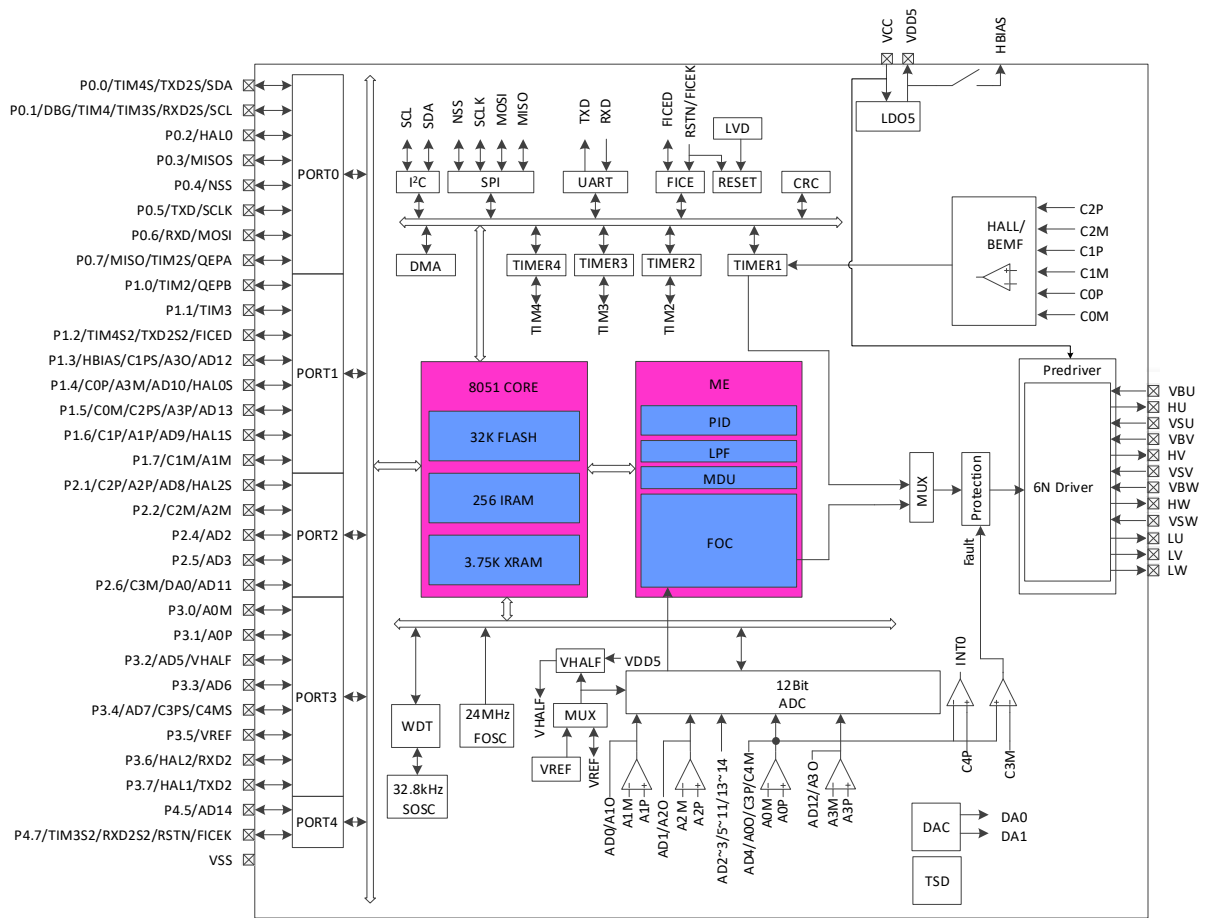 VCC
VDD5
HBIAS
P0.0/TIM4S/TXD2S/SDA
P0.1/DBG/TIM4/TIM3S/RXD2S/SCL
P0.2/HAL0
P0.3/MISOS
P0.4/NSS
P0.5/TXD/SCLK
P0.6/RXD/MOSI
P0.7/MISO/TIM2S/QEPA
P1.0/TIM2/QEPB
P1.1/TIM3
P1.2/TIM4S2/TXD2S2/FICED
P1.3/HBIAS/C1PS/A3O/AD12
P1.4/C0P/A3M/AD10/HAL0S
P1.5/C0M/C2PS/A3P/AD13
P1.6/C1P/A1P/AD9/HAL1S
P1.7/C1M/A1M
P2.1/C2P/A2P/AD8/HAL2S
P2.2/C2M/A2M
P2.4/AD2
P2.5/AD3
P2.6/C3M/DA0/AD11
P3.0/A0M
P3.1/A0P
P3.2/AD5/VHALF
P3.3/AD6
P3.4/AD7/C3PS/C4MS
P3.5/VREF
P3.6/HAL2/RXD2
P3.7/HAL1/TXD2
P4.5/AD14
P4.7/TIM3S2/RXD2S2/RSTN/FICEK
VSS
PORT0
PORT1
PORT2
PORT3
PORT4
SCL
SDA
NSS
SCLK
MOSI
MISO
TXD
RXD
FICED
RSTN/FICEK
LVD
LDO5
I²C
SPI
UART
FICE
RESET
CRC
DMA
TIMER4
TIMER3
TIMER2
TIMER1
TIM4
TIM3
TIM2
HALL/
BEMF
C2P
C2M
C1P
C1M
C0P
C0M
8051 CORE
32K FLASH
256 IRAM
3.75K XRAM
ME
PID
LPF
MDU
FOC
MUX
Protection
Fault
Predriver
6N Driver
VBU
HU
VSU
VBV
HV
VSV
VBW
HW
VSW
LU
LV
LW
WDT
32.8kHz
SOSC
24MHz
FOSC
VHALF
VDD5
VHALF
MUX
VREF
VREF
12Bit
ADC
INT0
C4P
C3M
AD0/A1O
A1M
A1P
AD1/A2O
A2M
A2P
AD2~3/5~11/13~14
AD4/A0O/C3P/C4M
A0M
A0P
AD12/A3O
A3M
A3P
DAC
DA0
DA1
TSD